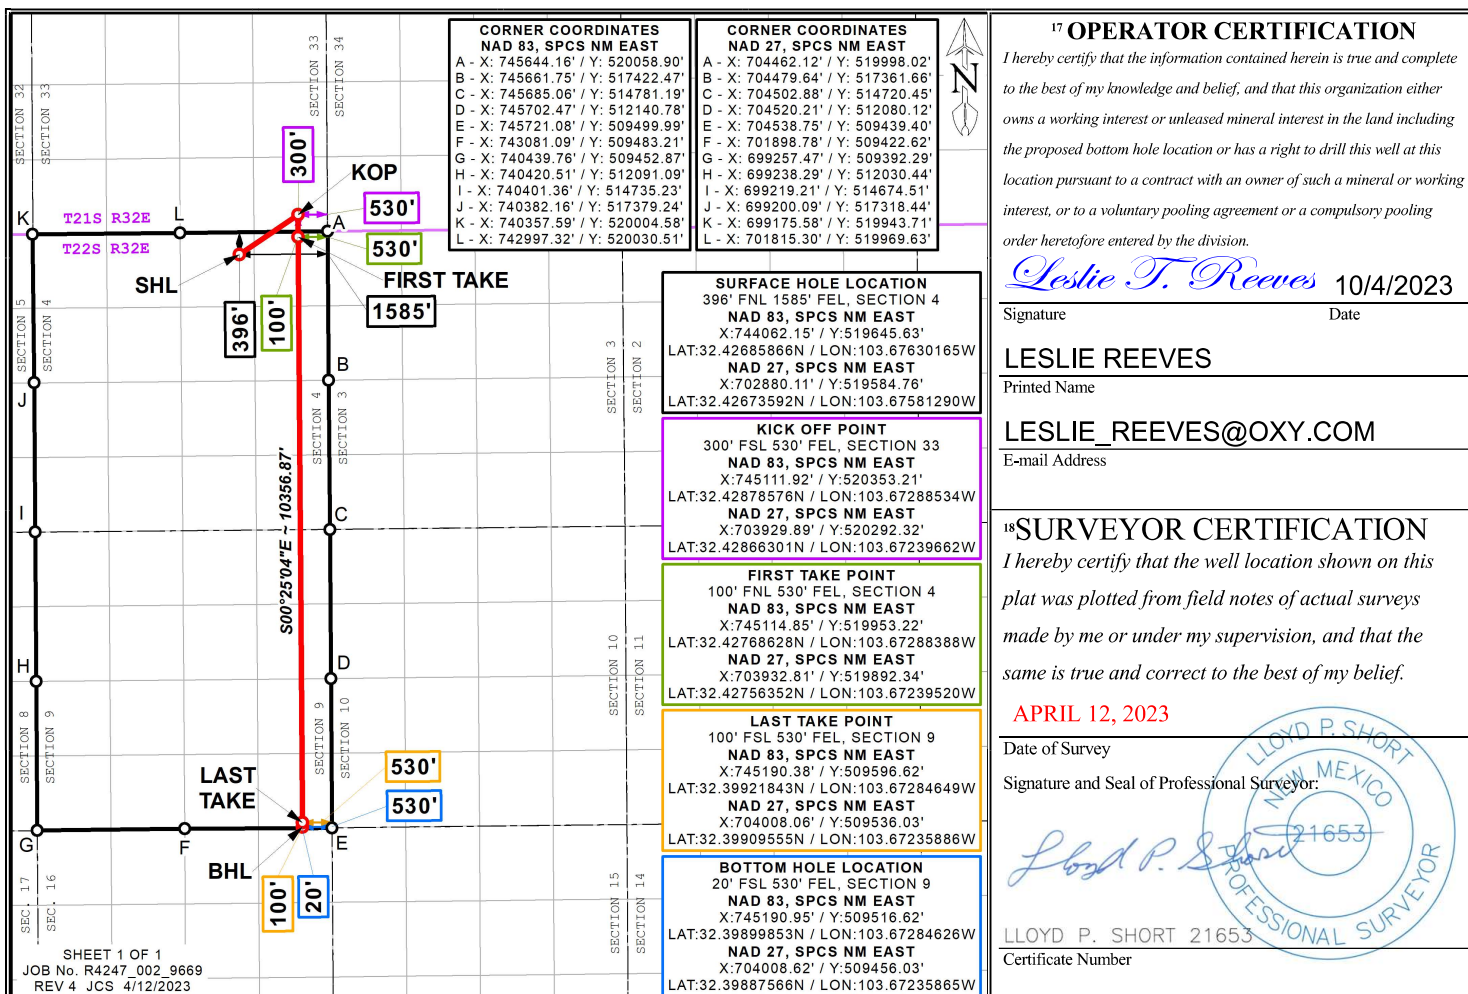 SECTION 32
SECTION 33
SECTION 33
SECTION 34
300'
KOP
530'
K
T21S R32E
L
A
T22S R32E
530'
SHL
FIRST TAKE
1585'
396'
100'
SECTION 5
SECTION 4
SECTION 3
SECTION 2
B
J
SECTION 4
SECTION 3
S00°25'04"E ~ 10356.87'
I
C
H
D
SECTION 10
SECTION 11
SECTION 8
SECTION 9
SECTION 9
SECTION 10
LAST
TAKE
530'
530'
G
F
E
BHL
100'
20'
SEC. 17
SEC. 16
SECTION 15
SECTION 14
SHEET 1 OF 1
JOB No. R4247_002_9669
REV 4 JCS 4/12/2023
CORNER COORDINATES
NAD 83, SPCS NM EAST
A - X: 745644.16' / Y: 520058.90'
B - X: 745661.75' / Y: 517422.47'
C - X: 745685.06' / Y: 514781.19'
D - X: 745702.47' / Y: 512140.78'
E - X: 745721.08' / Y: 509499.99'
F - X: 743081.09' / Y: 509483.21'
G - X: 740439.76' / Y: 509452.87'
H - X: 740420.51' / Y: 512091.09'
I - X: 740401.36' / Y: 514735.23'
J - X: 740382.16' / Y: 517379.24'
K - X: 740357.59' / Y: 520004.58'
L - X: 742997.32' / Y: 520030.51'
CORNER COORDINATES
NAD 27, SPCS NM EAST
A - X: 704462.12' / Y: 519998.02'
B - X: 704479.64' / Y: 517361.66'
C - X: 704502.88' / Y: 514720.45'
D - X: 704520.21' / Y: 512080.12'
E - X: 704538.75' / Y: 509439.40'
F - X: 701898.78' / Y: 509422.62'
G - X: 699257.47' / Y: 509392.29'
H - X: 699238.29' / Y: 512030.44'
I - X: 699219.21' / Y: 514674.51'
J - X: 699200.09' / Y: 517318.44'
K - X: 699175.58' / Y: 519943.71'
L - X: 701815.30' / Y: 519969.63'
N
SURFACE HOLE LOCATION
396' FNL 1585' FEL, SECTION 4
NAD 83, SPCS NM EAST
X:744062.15' / Y:519645.63'
LAT:32.42685866N / LON:103.67630165W
NAD 27, SPCS NM EAST
X:702880.11' / Y:519584.76'
LAT:32.42673592N / LON:103.67581290W
KICK OFF POINT
300' FSL 530' FEL, SECTION 33
NAD 83, SPCS NM EAST
X:745111.92' / Y:520353.21'
LAT:32.42878576N / LON:103.67288534W
NAD 27, SPCS NM EAST
X:703929.89' / Y:520292.32'
LAT:32.42866301N / LON:103.67239662W
FIRST TAKE POINT
100' FNL 530' FEL, SECTION 4
NAD 83, SPCS NM EAST
X:745114.85' / Y:519953.22'
LAT:32.42768628N / LON:103.67288388W
NAD 27, SPCS NM EAST
X:703932.81' / Y:519892.34'
LAT:32.42756352N / LON:103.67239520W
LAST TAKE POINT
100' FSL 530' FEL, SECTION 9
NAD 83, SPCS NM EAST
X:745190.38' / Y:509596.62'
LAT:32.39921843N / LON:103.67284649W
NAD 27, SPCS NM EAST
X:704008.06' / Y:509536.03'
LAT:32.39909555N / LON:103.67235886W
BOTTOM HOLE LOCATION
20' FSL 530' FEL, SECTION 9
NAD 83, SPCS NM EAST
X:745190.95' / Y:509516.62'
LAT:32.39899853N / LON:103.67284626W
NAD 27, SPCS NM EAST
X:704008.62' / Y:509456.03'
LAT:32.39887566N / LON:103.67235865W
17 OPERATOR CERTIFICATION
I hereby certify that the information contained herein is true and complete
to the best of my knowledge and belief, and that this organization either
owns a working interest or unleased mineral interest in the land including
the proposed bottom hole location or has a right to drill this well at this
location pursuant to a contract with an owner of such a mineral or working
interest, or to a voluntary pooling agreement or a compulsory pooling
order heretofore entered by the division.
Leslie T. Reeves 10/4/2023
Signature Date
LESLIE REEVES
Printed Name
LESLIE_REEVES@OXY.COM
E-mail Address
18 SURVEYOR CERTIFICATION
I hereby certify that the well location shown on this
plat was plotted from field notes of actual surveys
made by me or under my supervision, and that the
same is true and correct to the best of my belief.
APRIL 12, 2023
Date of Survey
Signature and Seal of Professional Surveyor:
LLOYD P. SHORT
NEW MEXICO
21653
PROFESSIONAL SURVEYOR
Lloyd P. Short
LLOYD P. SHORT 21653
Certificate Number